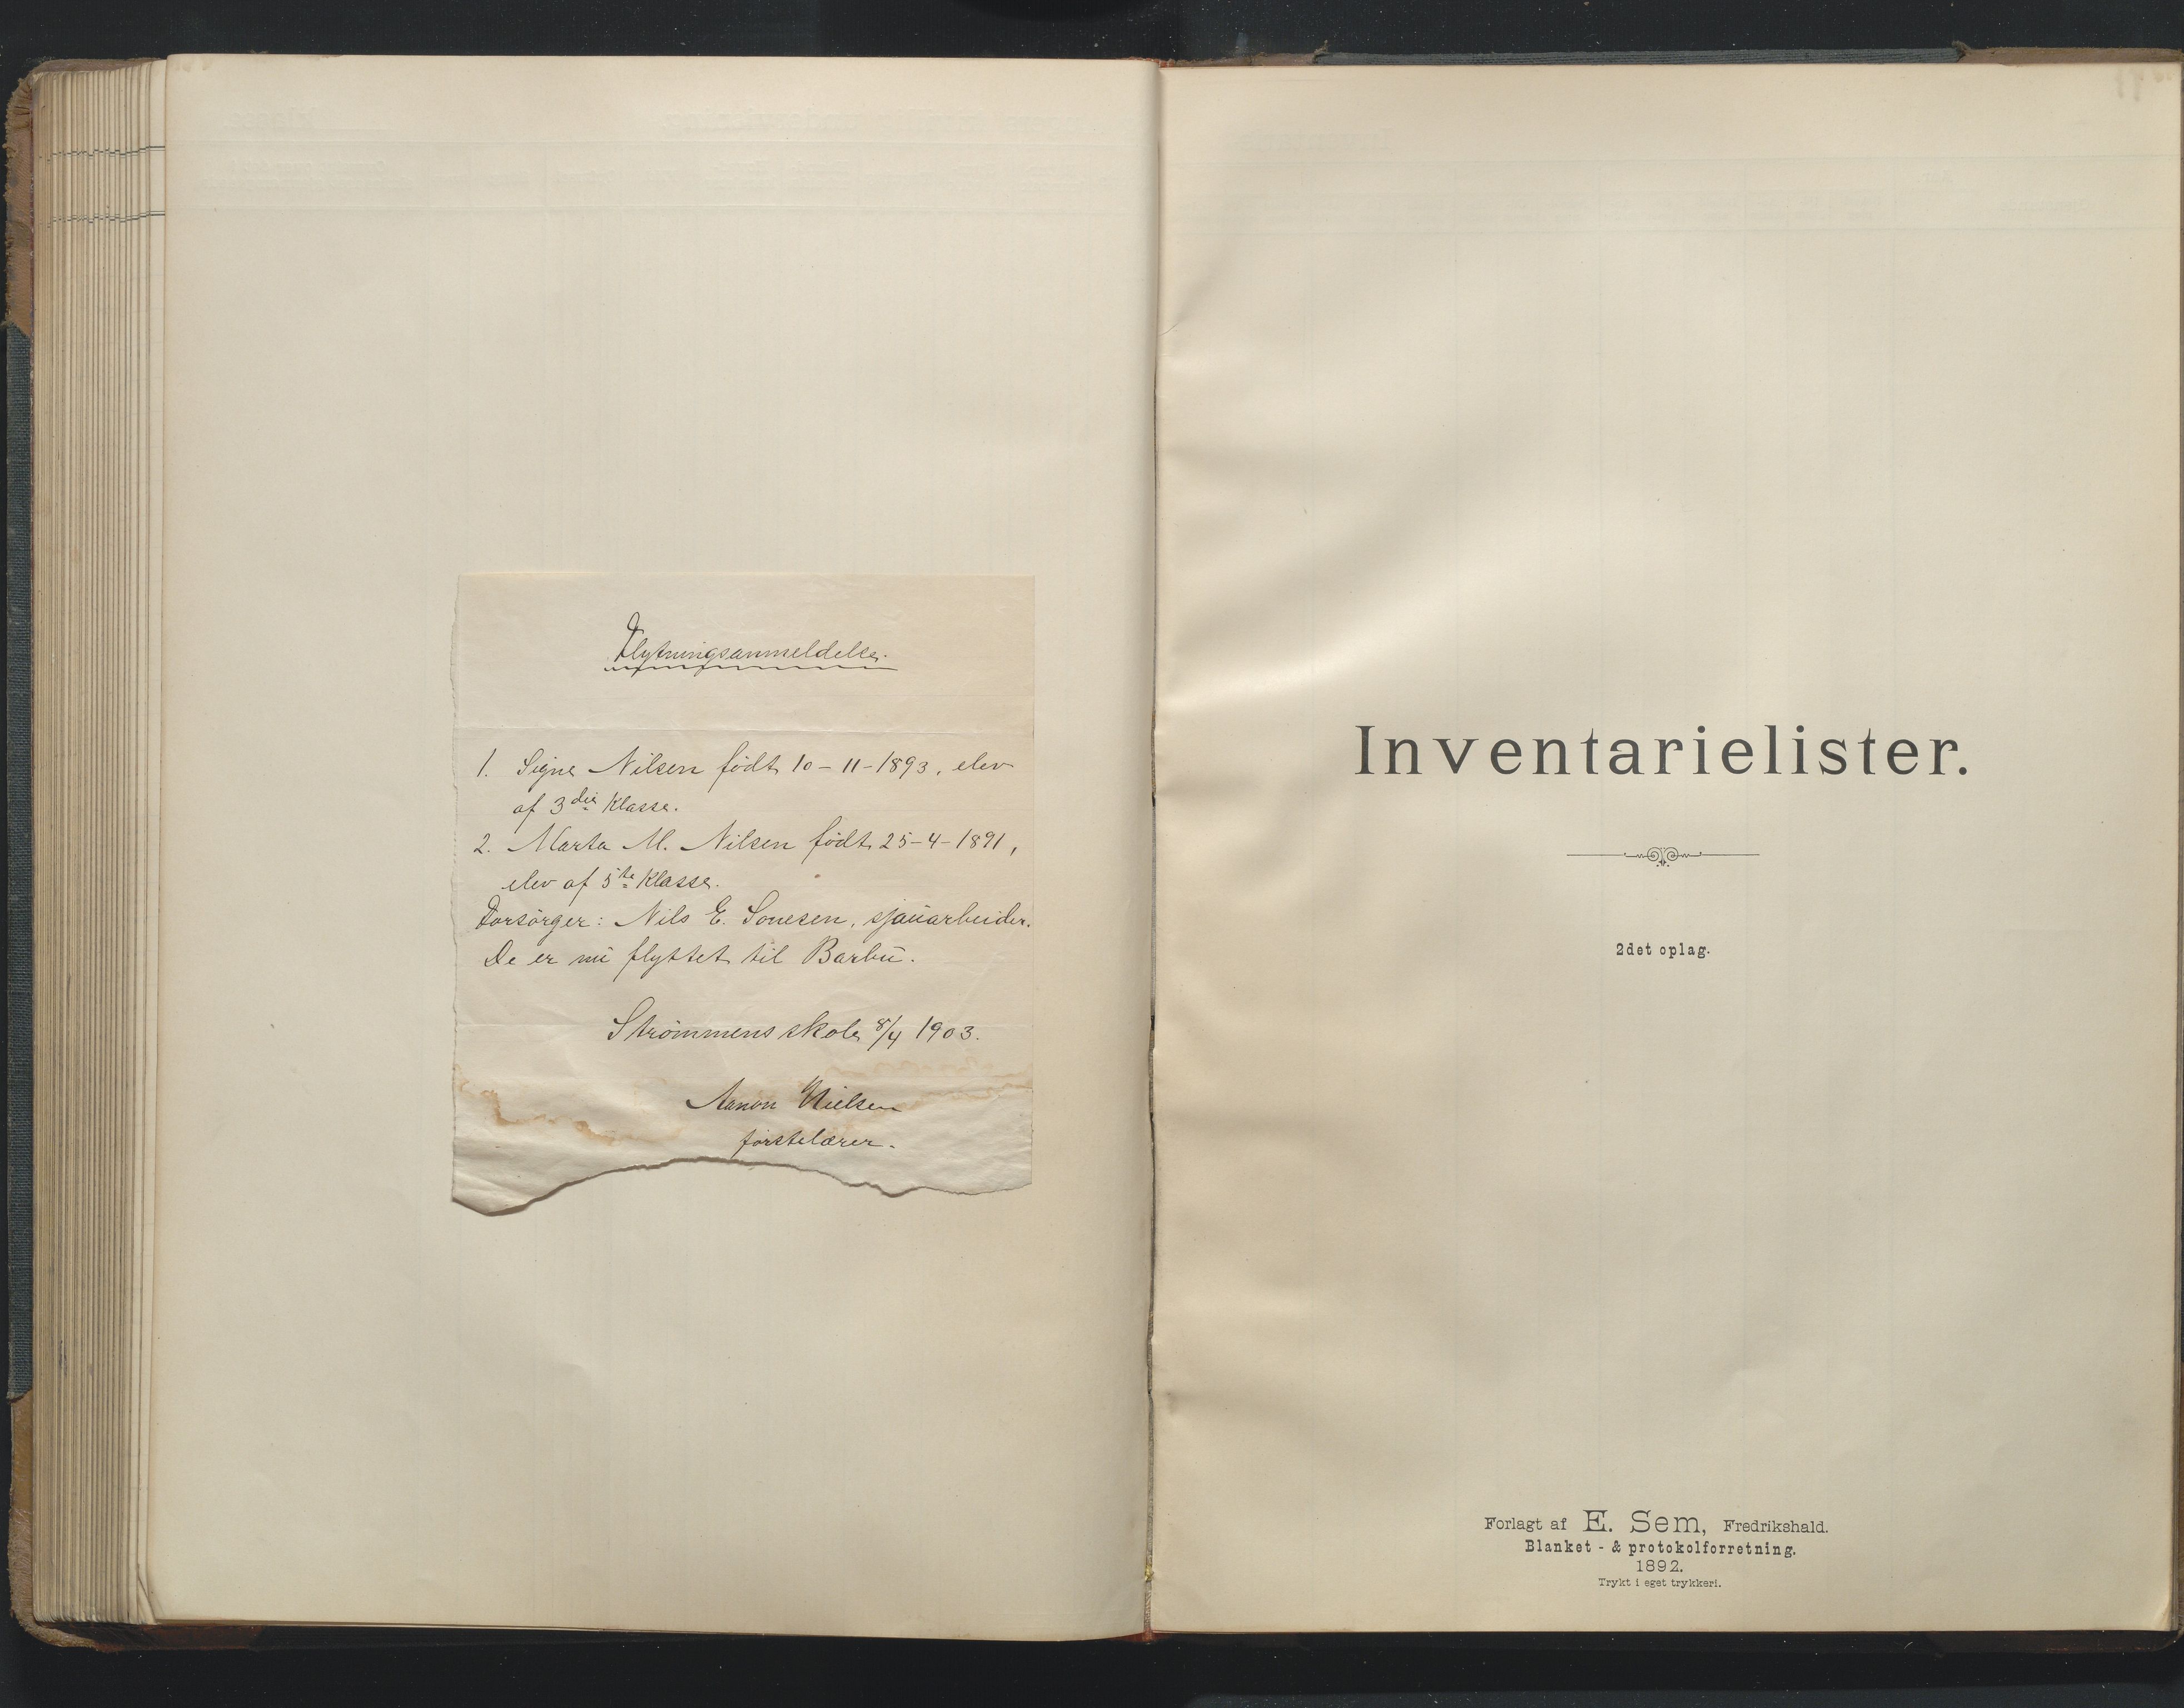 Flytningsanmeldelse.
1. Signe Nilsen født 10-11-1893, elev
af 3die Klasse.
2. Marta M. Nilsen født 25-4-1891,
elev af 5te Klasse.
Forsørger: Nils E. Sonesen, sjauarbeider.
De er nu flyttet til Barbu.
Strømmens skole 8/4 1903.
Aanon Nielsen
førstelærer.
Inventarielister.
2det oplag.
Forlagt af E. Sem, Fredrikshald.
Blanket- & protokolforretning.
1892.
Trykt i eget trykkeri.